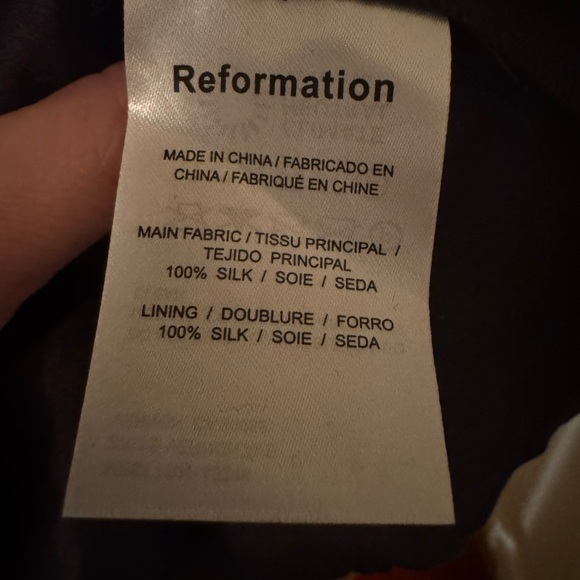 Reformation
MADE IN CHINA / FABRICADO EN
CHINA / FABRIQUÉ EN CHINE
MAIN FABRIC / TISSU PRINCIPAL /
TEJIDO PRINCIPAL
100% SILK / SOIE / SEDA
LINING / DOUBLURE / FORRO
100% SILK / SOIE / SEDA